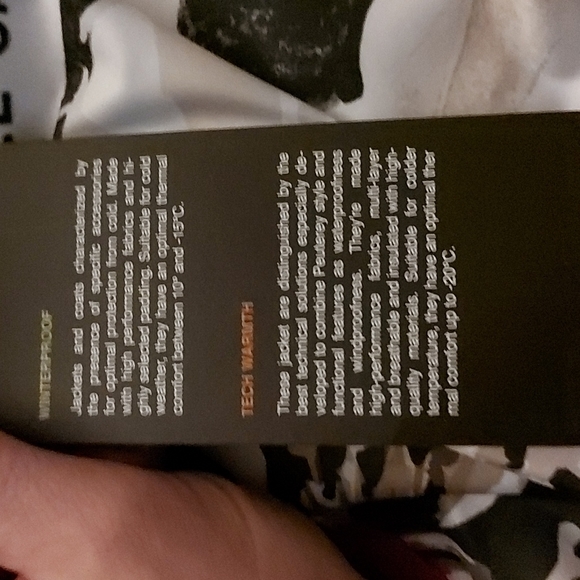 WINTERPROOF
Jackets and coats characterized by
the presence of specific accessories
for optimal protection from cold. Made
with high performance fabrics and hi-
ghly selected padding. Suitable for cold
weather, they have an optimal thermal
comfort between 10° and -15°C.
TECH WARMTH
These jacket are distinguished by the
best technical solutions especially de-
veloped to combine Peuterey style and
functional features as waterproofness
and windproofness. They're made
high-performance fabrics, multi-layer
and breathable and insulated with high-
quality materials. Suitable for colder
temperature, they have an optimal ther
mal comfort up to -20°C.